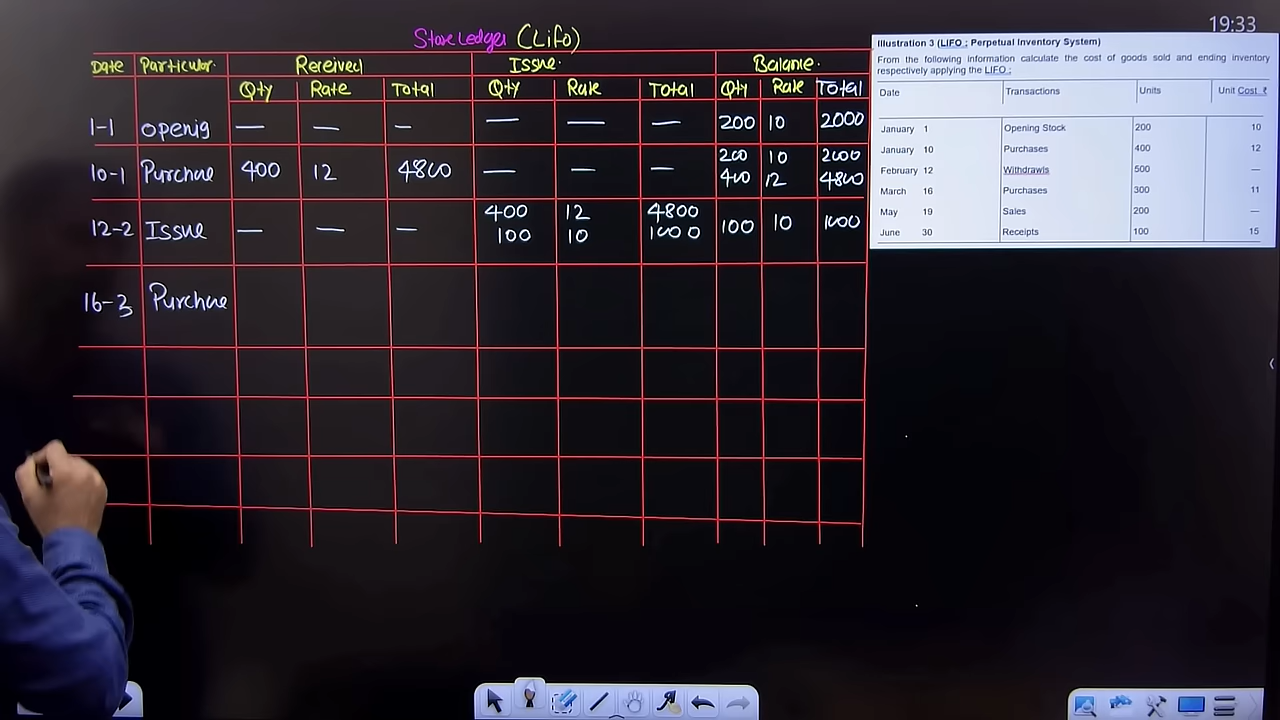 19:33
Store Ledger (Lifo)
Date Particular. Received Issue. Balance.
Qty Rate Total Qty Rate Total Qty Rate Total
1-1 openig — — — — — — 200 10 2000
10-1 Purchae 400 12 4800 — — — 200 10 2000
400 12 4800
12-2 Issue — — — 400 12 4800 100 10 1000
100 10 1000
16-3 Purchae
Illustration 3 (LIFO : Perpetual Inventory System)
From the following information calculate the cost of goods sold and ending inventory
respectively applying the LIFO :
Date Transactions Units Unit Cost ₹
January 1 Opening Stock 200 10
January 10 Purchases 400 12
February 12 Withdrawls 500 —
March 16 Purchases 300 11
May 19 Sales 200 —
June 30 Receipts 100 15